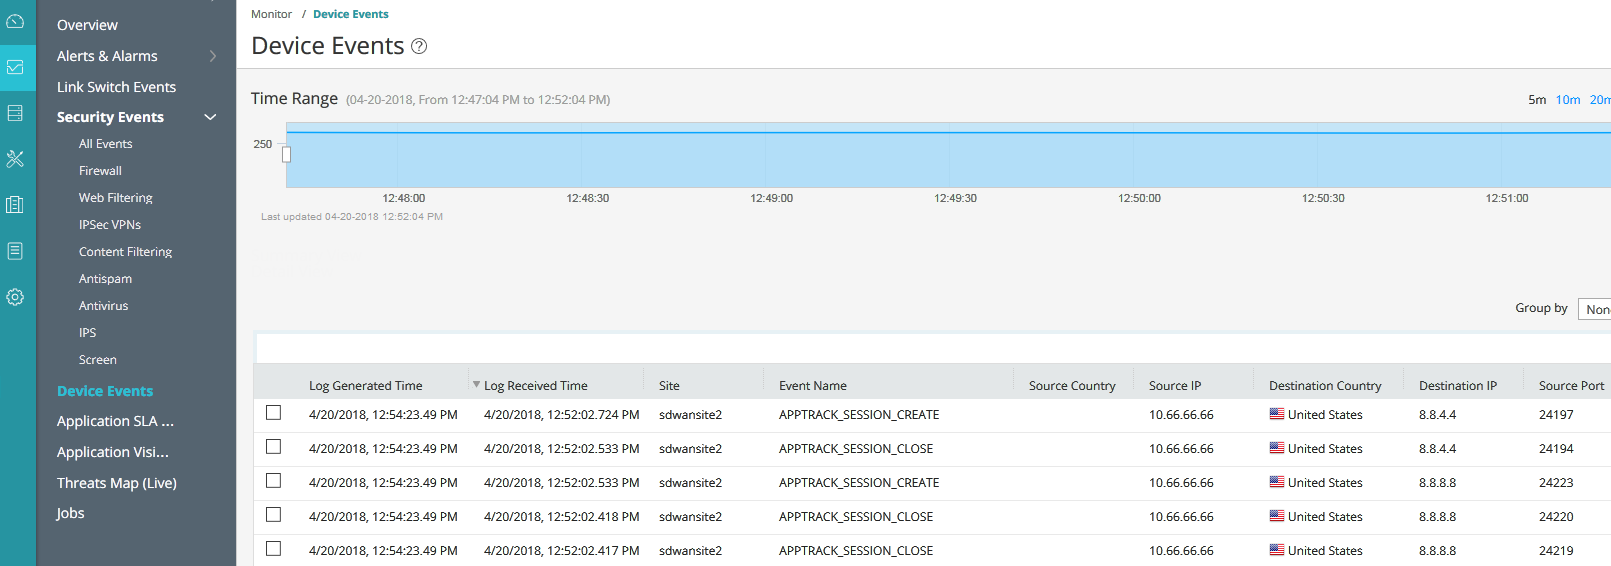 Monitor / Device Events
Device Events ?
Overview
Alerts & Alarms
Link Switch Events
Security Events
All Events
Firewall
Web Filtering
IPSec VPNs
Content Filtering
Antispam
Antivirus
IPS
Screen
Device Events
Application SLA ...
Application Visi...
Threats Map (Live)
Jobs
Time Range (04-20-2018, From 12:47:04 PM to 12:52:04 PM)
5m 10m 20m
250
12:48:00 12:48:30 12:49:00 12:49:30 12:50:00 12:50:30 12:51:00
Last updated 04-20-2018 12:52:04 PM
Group by Non
Log Generated Time Log Received Time Site Event Name Source Country Source IP Destination Country Destination IP Source Port
4/20/2018, 12:54:23.49 PM 4/20/2018, 12:52:02.724 PM sdwansite2 APPTRACK_SESSION_CREATE 10.66.66.66 United States 8.8.4.4 24197
4/20/2018, 12:54:23.49 PM 4/20/2018, 12:52:02.533 PM sdwansite2 APPTRACK_SESSION_CLOSE 10.66.66.66 United States 8.8.4.4 24194
4/20/2018, 12:54:23.49 PM 4/20/2018, 12:52:02.533 PM sdwansite2 APPTRACK_SESSION_CREATE 10.66.66.66 United States 8.8.8.8 24223
4/20/2018, 12:54:23.49 PM 4/20/2018, 12:52:02.418 PM sdwansite2 APPTRACK_SESSION_CLOSE 10.66.66.66 United States 8.8.8.8 24220
4/20/2018, 12:54:23.49 PM 4/20/2018, 12:52:02.417 PM sdwansite2 APPTRACK_SESSION_CLOSE 10.66.66.66 United States 8.8.8.8 24219